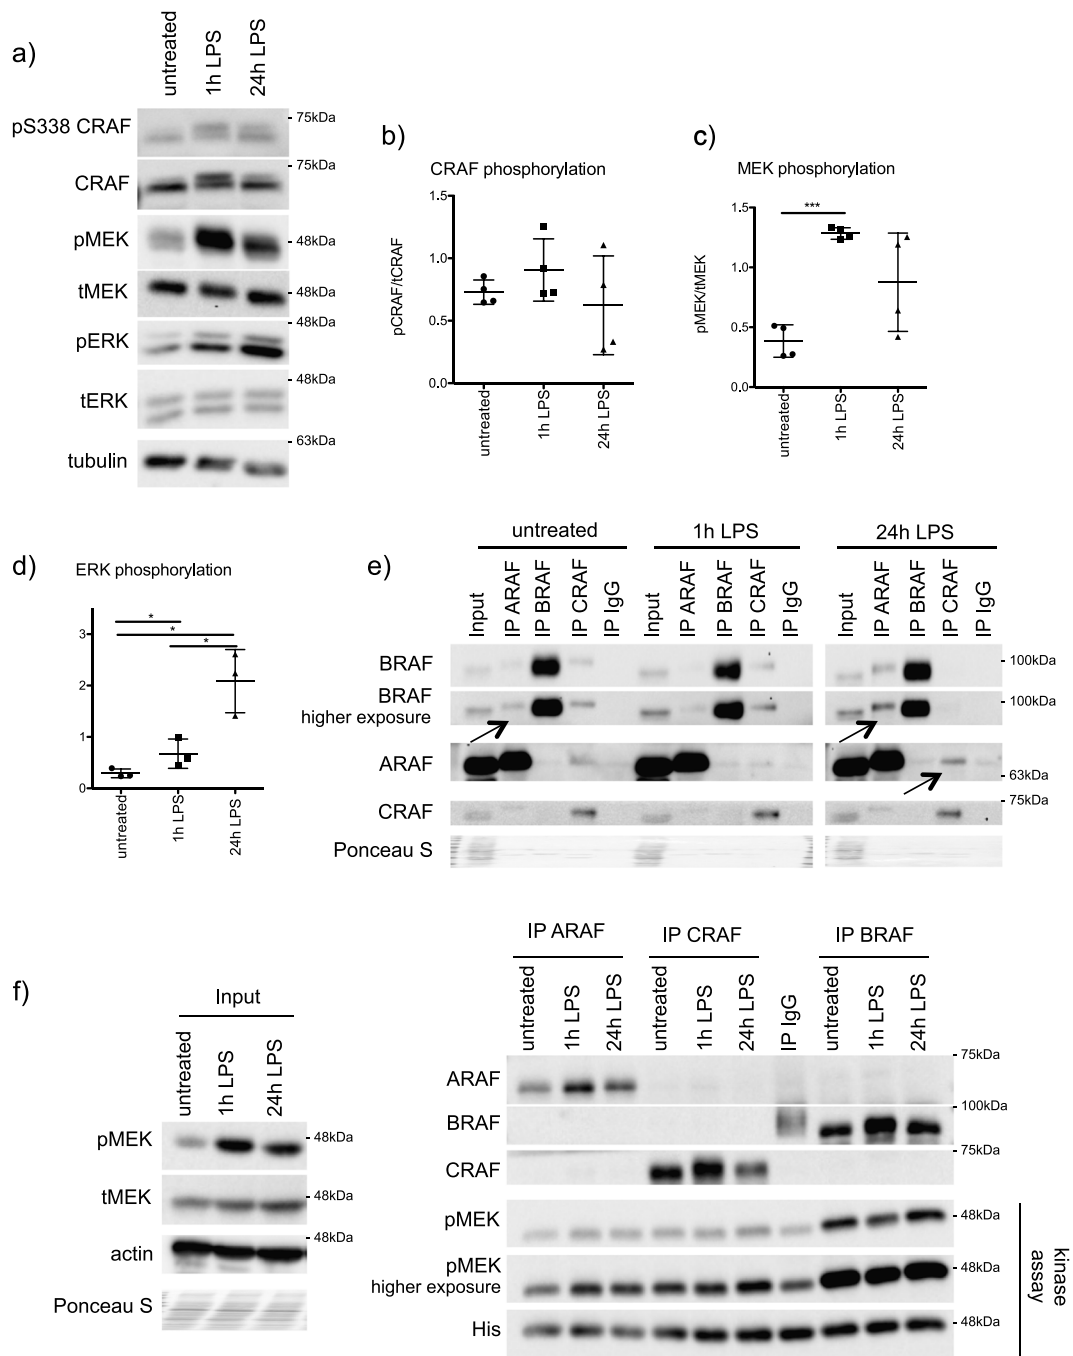 a)
untreated
1h LPS
24h LPS
pS338 CRAF
75kDa
CRAF
75kDa
pMEK
48kDa
tMEK
48kDa
pERK
48kDa
tERK
48kDa
tubulin
63kDa
b)
CRAF phosphorylation
pCRAF/tCRAF
1.5
1.0
0.5
0.0
untreated
1h LPS
24h LPS
c)
MEK phosphorylation
pMEK/tMEK
1.5
1.0
0.5
0.0
***
untreated
1h LPS
24h LPS
d)
ERK phosphorylation
3
2
1
0
*
*
*
untreated
1h LPS
24h LPS
e)
untreated
1h LPS
24h LPS
Input
IP ARAF
IP BRAF
IP CRAF
IP IgG
Input
IP ARAF
IP BRAF
IP CRAF
IP IgG
Input
IP ARAF
IP BRAF
IP CRAF
IP IgG
BRAF
100kDa
BRAF
higher exposure
100kDa
ARAF
63kDa
CRAF
75kDa
Ponceau S
f)
Input
untreated
1h LPS
24h LPS
pMEK
48kDa
tMEK
48kDa
actin
48kDa
Ponceau S
IP ARAF
IP CRAF
IP BRAF
untreated
1h LPS
24h LPS
untreated
1h LPS
24h LPS
IP IgG
untreated
1h LPS
24h LPS
ARAF
75kDa
BRAF
100kDa
CRAF
75kDa
pMEK
48kDa
pMEK
higher exposure
48kDa
His
48kDa
kinase
assay